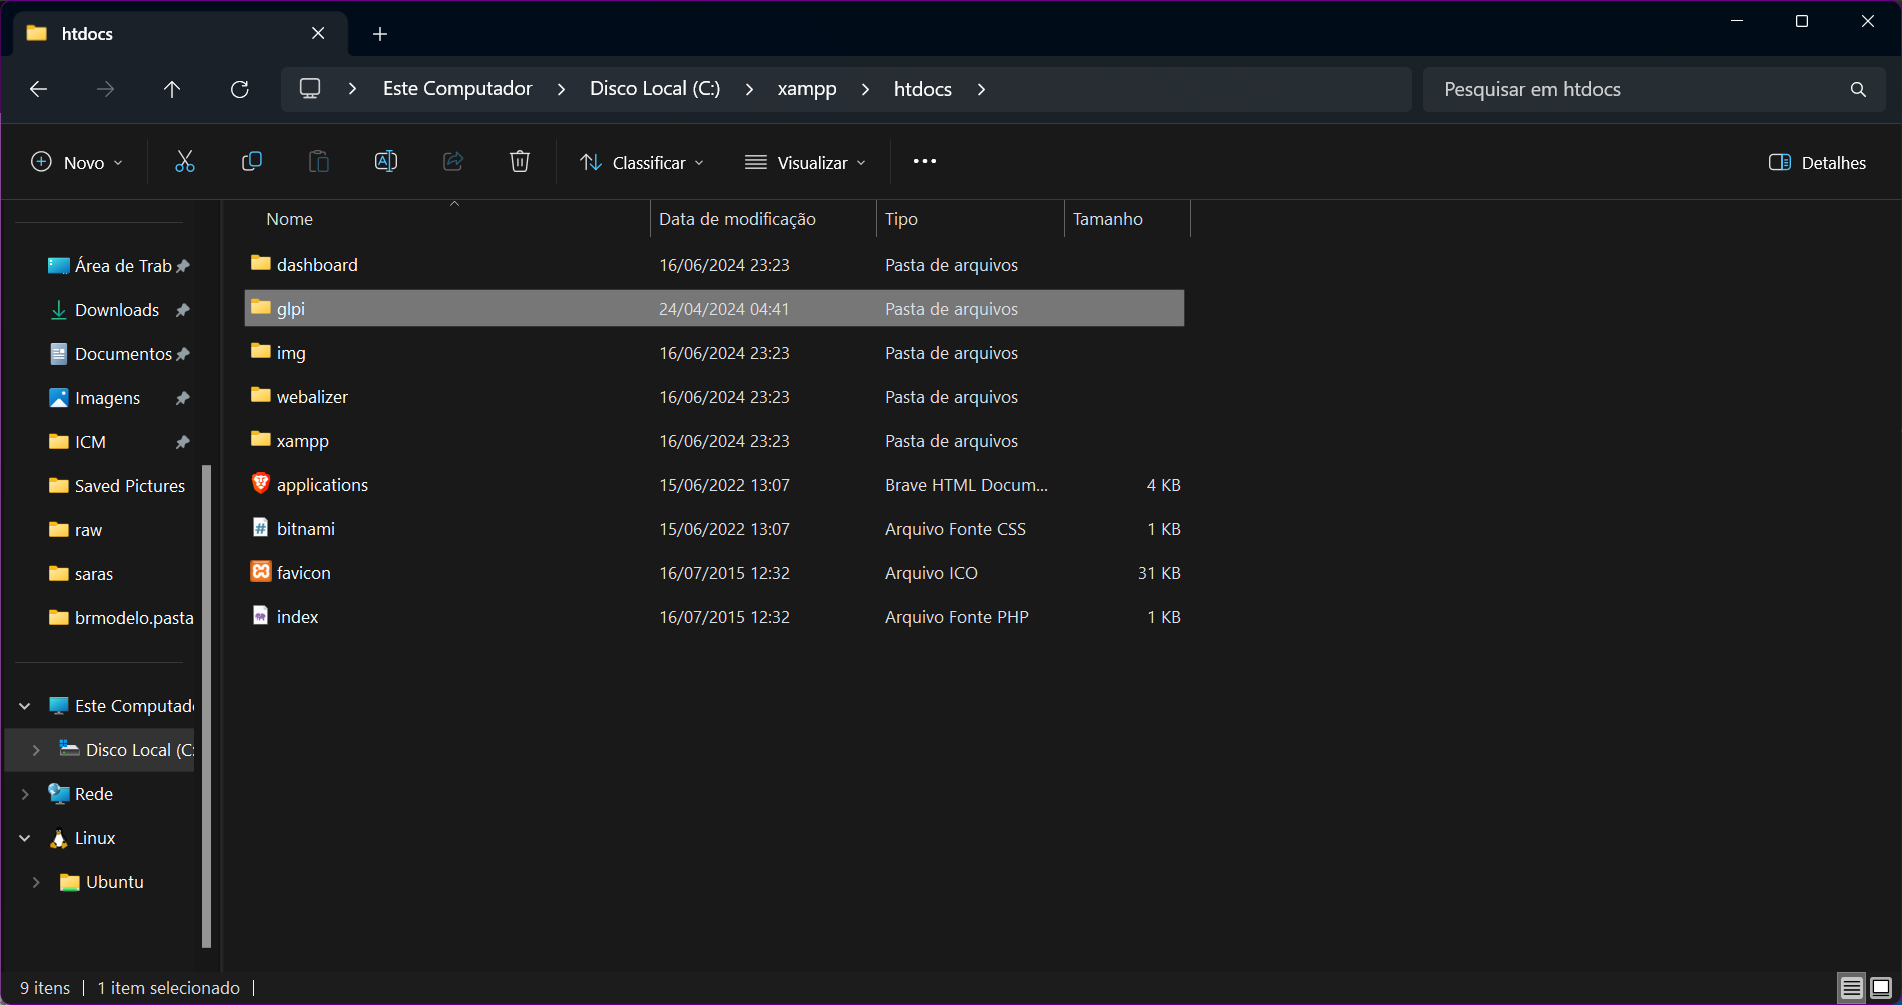 htdocs
Este Computador > Disco Local (C:) > xampp > htdocs >
Pesquisar em htdocs
Novo
Classificar
Visualizar
Detalhes
Área de Trab
Downloads
Documentos
Imagens
ICM
Saved Pictures
raw
saras
brmodelo.pasta
Este Computad
Disco Local (C:
Rede
Linux
Ubuntu
Nome Data de modificação Tipo Tamanho
dashboard 16/06/2024 23:23 Pasta de arquivos
glpi 24/04/2024 04:41 Pasta de arquivos
img 16/06/2024 23:23 Pasta de arquivos
webalizer 16/06/2024 23:23 Pasta de arquivos
xampp 16/06/2024 23:23 Pasta de arquivos
applications 15/06/2022 13:07 Brave HTML Docum... 4 KB
bitnami 15/06/2022 13:07 Arquivo Fonte CSS 1 KB
favicon 16/07/2015 12:32 Arquivo ICO 31 KB
index 16/07/2015 12:32 Arquivo Fonte PHP 1 KB
9 itens | 1 item selecionado |